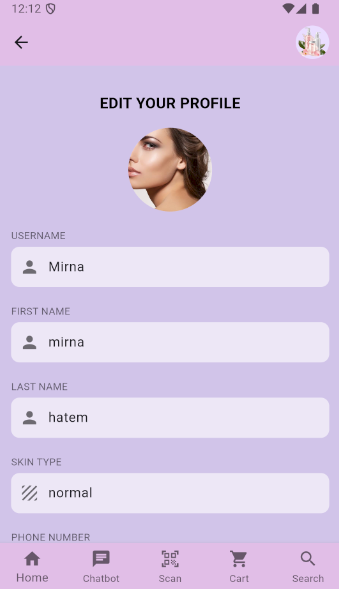 12:12
EDIT YOUR PROFILE
USERNAME
Mirna
FIRST NAME
mirna
LAST NAME
hatem
SKIN TYPE
normal
PHONE NUMBER
Home Chatbot Scan Cart Search